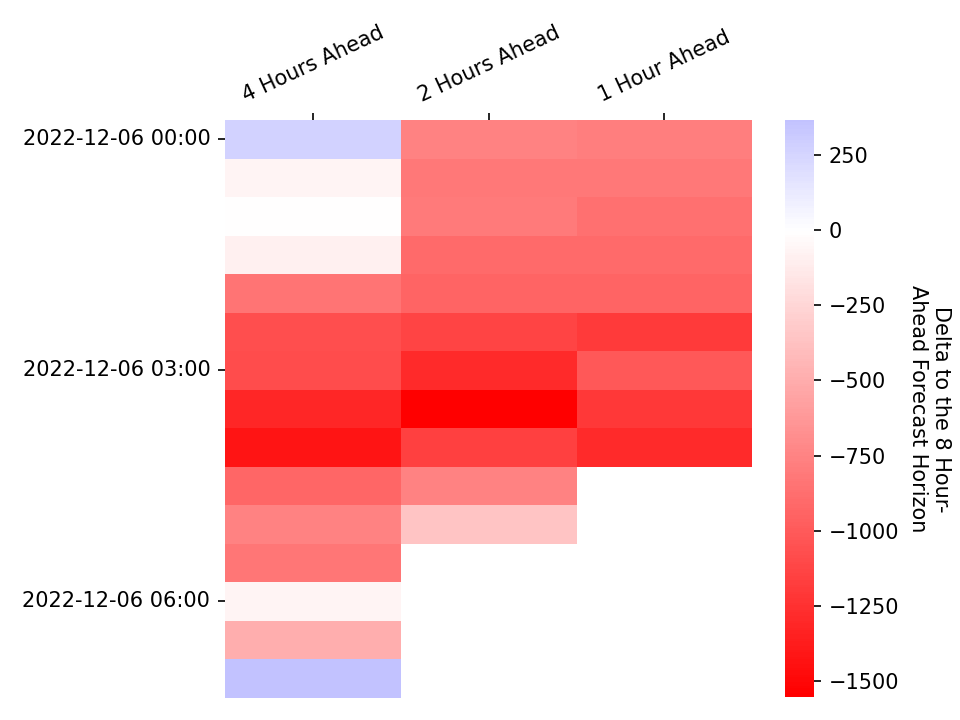 4 Hours Ahead
2 Hours Ahead
1 Hour Ahead
2022-12-06 00:00
2022-12-06 03:00
2022-12-06 06:00
250
0
−250
−500
−750
−1000
−1250
−1500
Delta to the 8 Hour-
Ahead Forecast Horizon